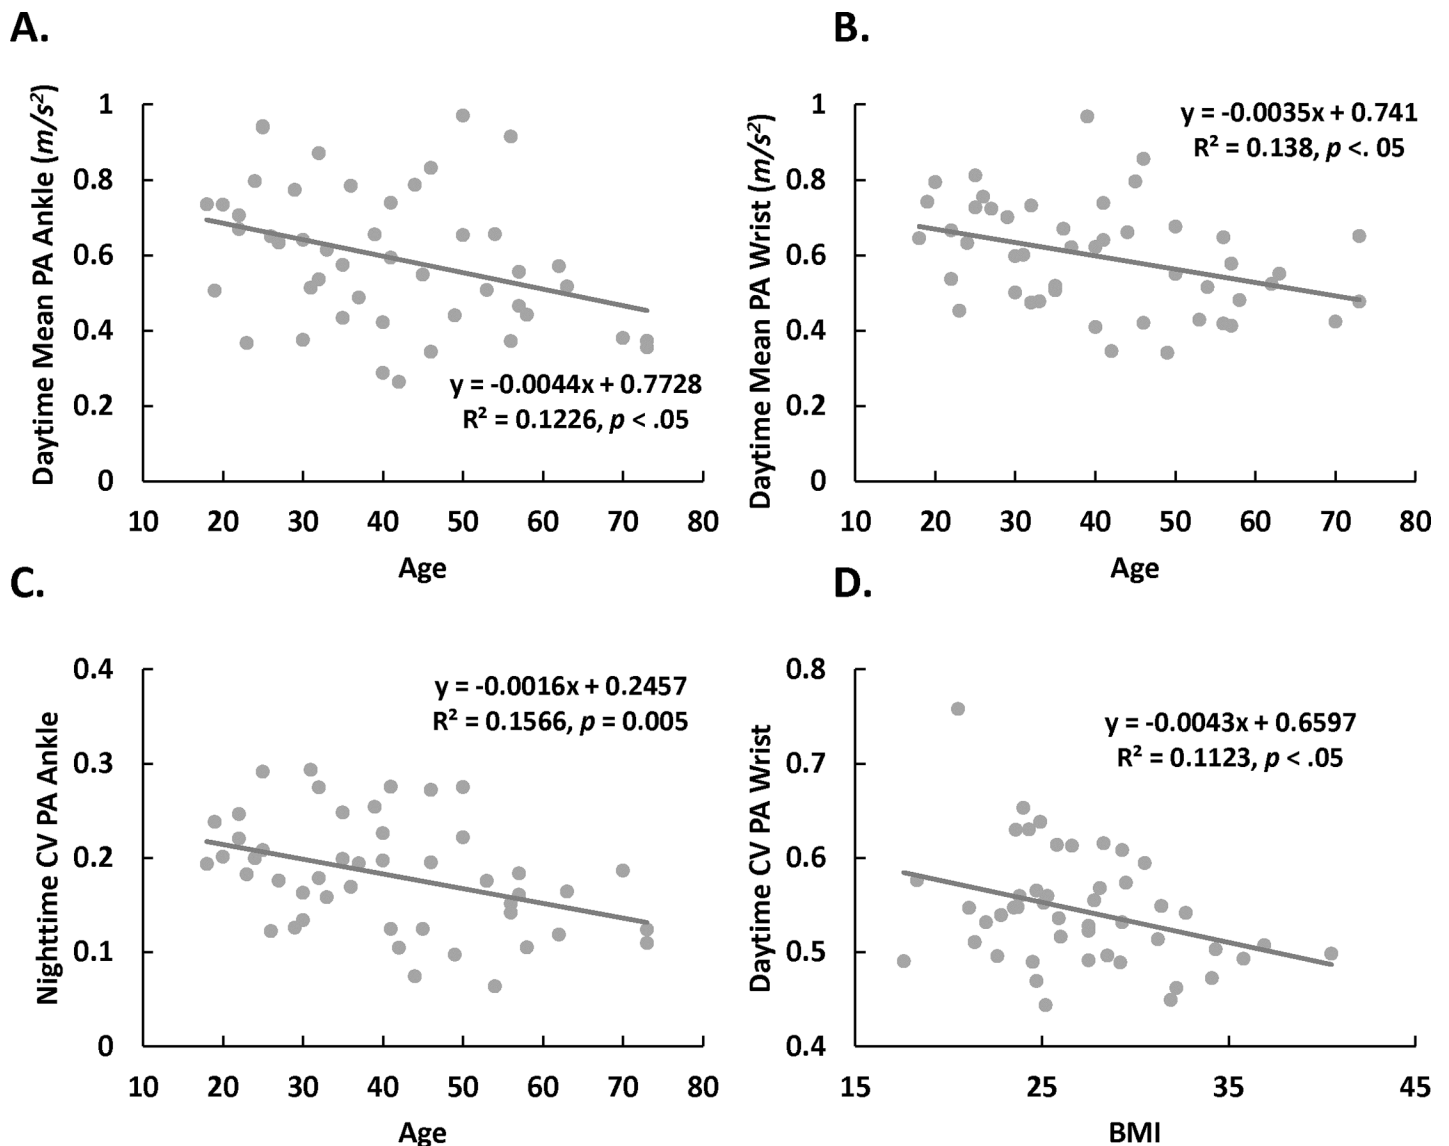 A.
Daytime Mean PA Ankle (m/s²)
1
0.8
0.6
0.4
0.2
0
y = -0.0044x + 0.7728
R² = 0.1226, p < .05
10 20 30 40 50 60 70 80
Age
B.
Daytime Mean PA Wrist (m/s²)
1
0.8
0.6
0.4
0.2
0
y = -0.0035x + 0.741
R² = 0.138, p <. 05
10 20 30 40 50 60 70 80
Age
C.
Nighttime CV PA Ankle
0.4
0.3
0.2
0.1
0
y = -0.0016x + 0.2457
R² = 0.1566, p = 0.005
10 20 30 40 50 60 70 80
Age
D.
Daytime CV PA Wrist
0.8
0.7
0.6
0.5
0.4
y = -0.0043x + 0.6597
R² = 0.1123, p < .05
15 25 35 45
BMI